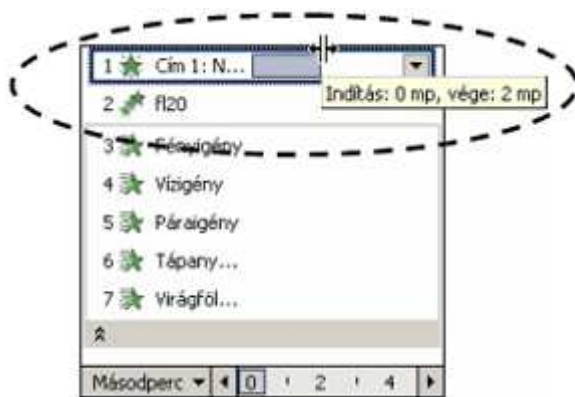 1 Cím 1: N...
Indítás: 0 mp, vége: 2 mp
2 fl20
3 Fényigény
4 Vízigény
5 Páraigény
6 Tápany...
7 Virágföl...
Másodperc 0 2 4